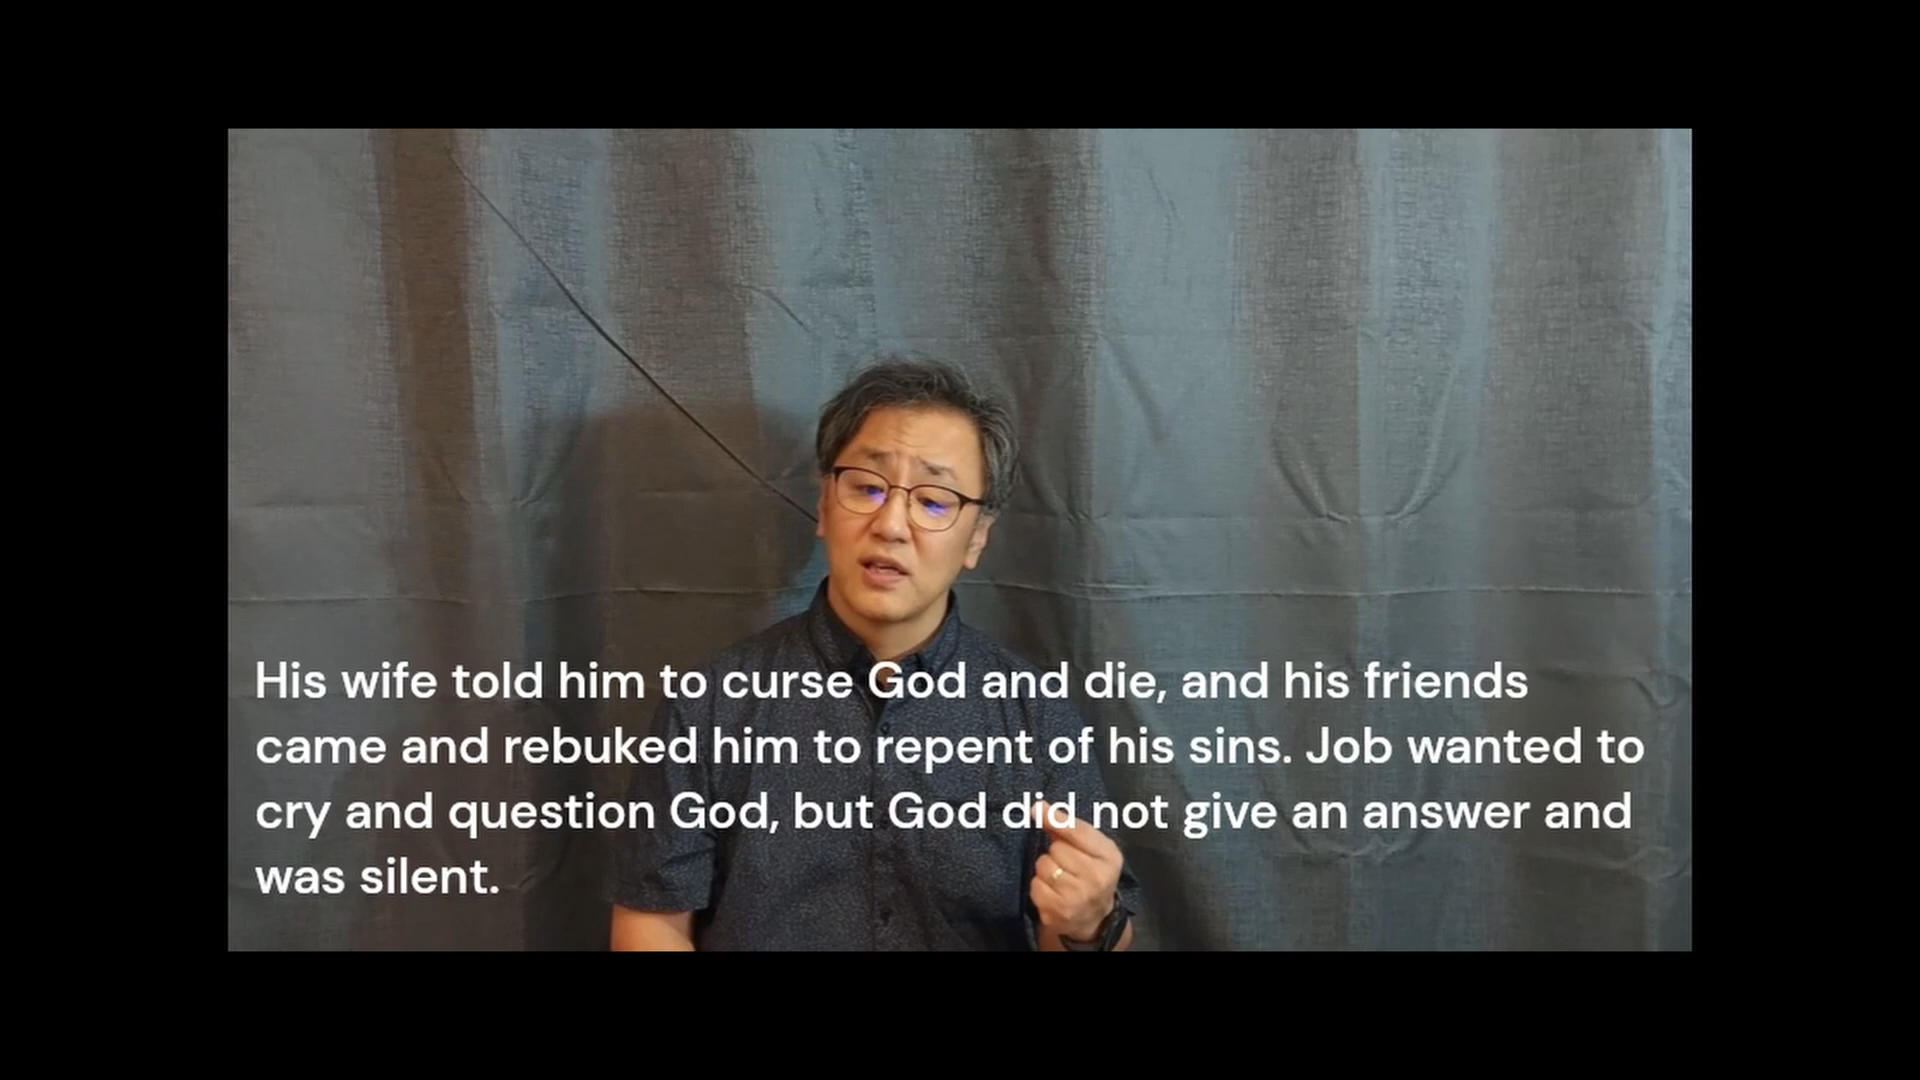 His wife told him to curse God and die, and his friends
came and rebuked him to repent of his sins. Job wanted to
cry and question God, but God did not give an answer and
was silent.